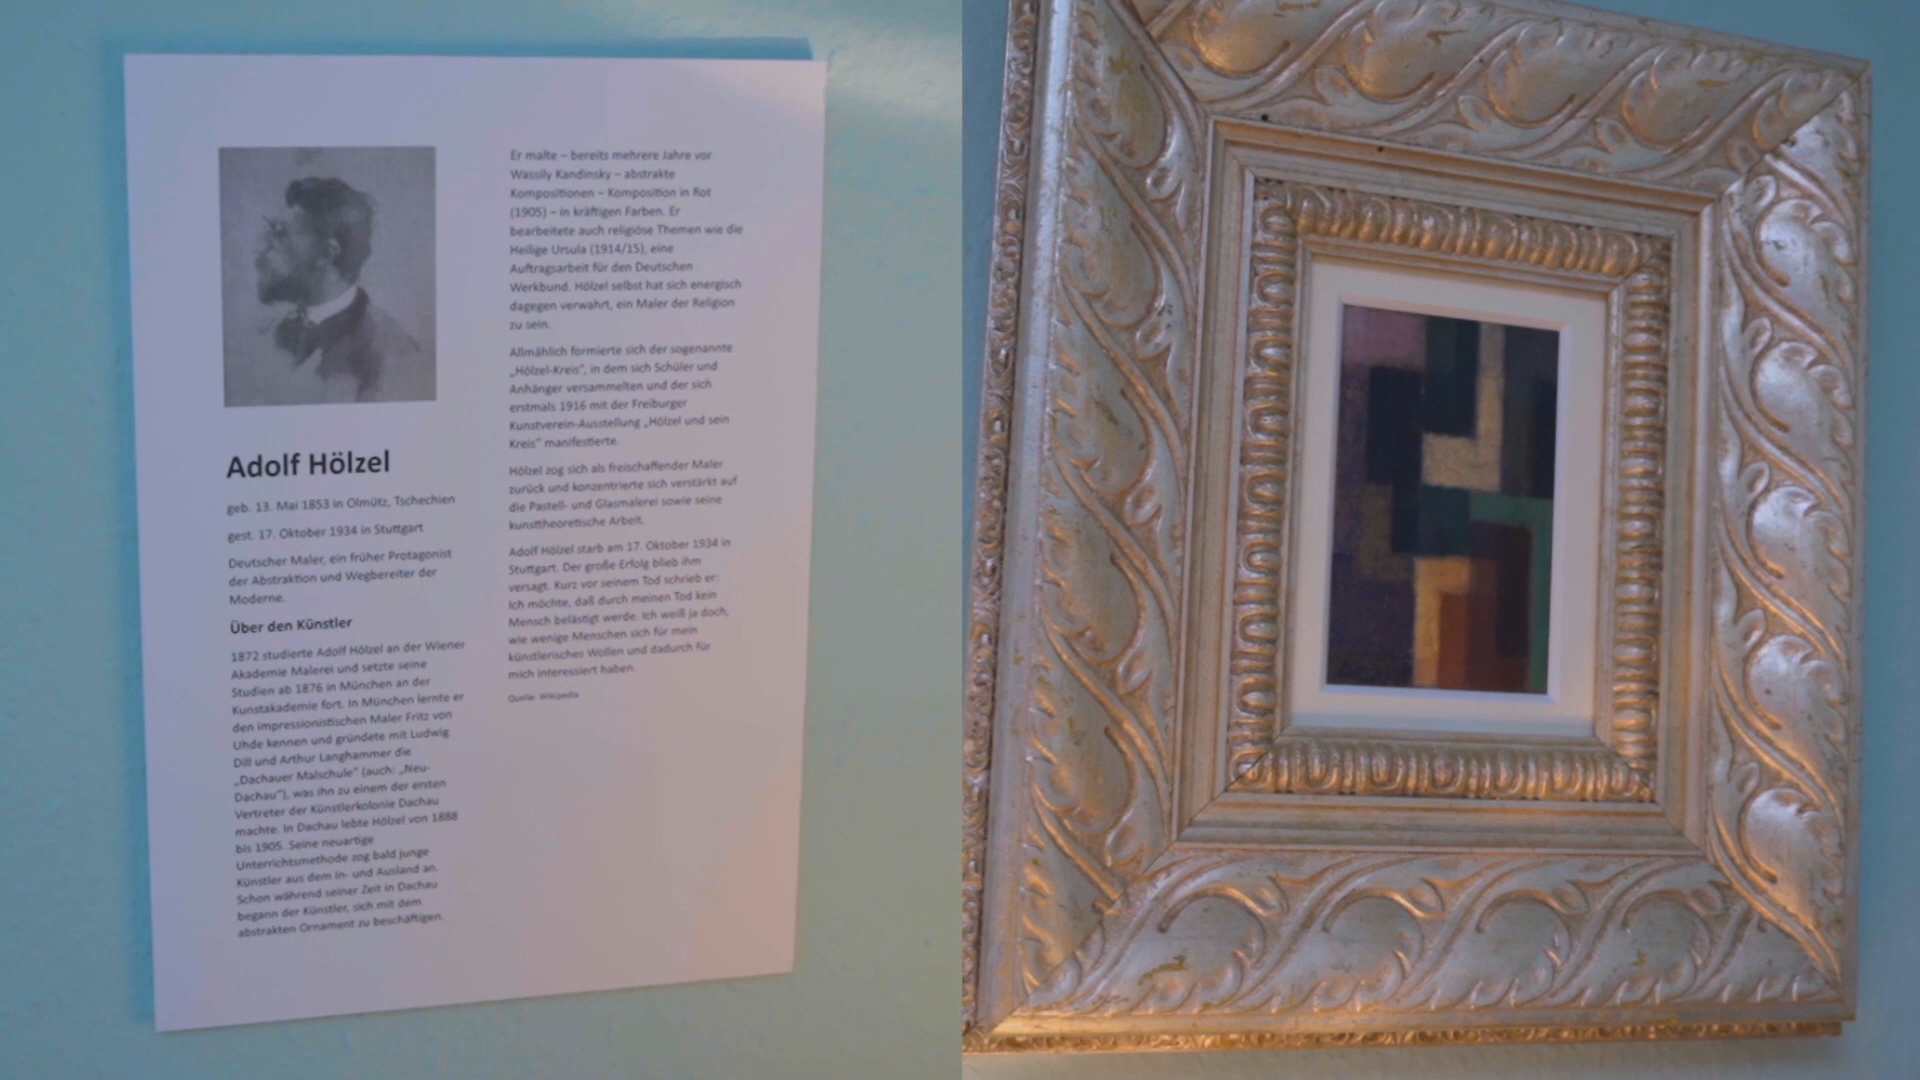 Adolf Hölzel
geb. 13. Mai 1853 in Olmütz, Tschechien
gest. 17. Oktober 1934 in Stuttgart
Deutscher Maler, ein früher Protagonist
der Abstraktion und Wegbereiter der
Moderne.
Über den Künstler
1872 studierte Adolf Hölzel an der Wiener
Akademie Malerei und setzte seine
Studien ab 1876 in München an der
Kunstakademie fort. In München lernte er
den impressionistischen Maler Fritz von
Uhde kennen und gründete mit Ludwig
Dill und Arthur Langhammer die
„Dachauer Malschule" (auch: „Neu-
Dachau"), was ihn zu einem der ersten
Vertreter der Künstlerkolonie Dachau
machte. In Dachau lebte Hölzel von 1888
bis 1905. Seine neuartige
Unterrichtsmethode zog bald junge
Künstler aus dem In- und Ausland an.
Schon während seiner Zeit in Dachau
begann der Künstler, sich mit dem
abstrakten Ornament zu beschäftigen.
Er malte – bereits mehrere Jahre vor
Wassily Kandinsky – abstrakte
Kompositionen – Komposition in Rot
(1905) – in kräftigen Farben. Er
bearbeitete auch religiöse Themen wie die
Heilige Ursula (1914/15), eine
Auftragsarbeit für den Deutschen
Werkbund. Hölzel selbst hat sich energisch
dagegen verwahrt, ein Maler der Religion
zu sein.
Allmählich formierte sich der sogenannte
„Hölzel-Kreis", in dem sich Schüler und
Anhänger versammelten und der sich
erstmals 1916 mit der Freiburger
Kunstverein-Ausstellung „Hölzel und sein
Kreis" manifestierte.
Hölzel zog sich als freischaffender Maler
zurück und konzentrierte sich verstärkt auf
die Pastell- und Glasmalerei sowie seine
kunsttheoretische Arbeit.
Adolf Hölzel starb am 17. Oktober 1934 in
Stuttgart. Der große Erfolg blieb ihm
versagt. Kurz vor seinem Tod schrieb er:
Ich möchte, daß durch meinen Tod kein
Mensch belästigt werde. Ich weiß ja doch,
wie wenige Menschen sich für mein
künstlerisches Wollen und dadurch für
mich interessiert haben.
Quelle: Wikipedia